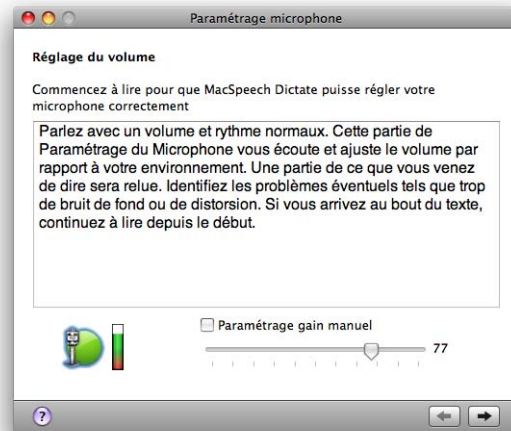 Paramétrage microphone
Réglage du volume
Commencez à lire pour que MacSpeech Dictate puisse régler votre
microphone correctement
Parlez avec un volume et rythme normaux. Cette partie de
Paramétrage du Microphone vous écoute et ajuste le volume par
rapport à votre environnement. Une partie de ce que vous venez
de dire sera relue. Identifiez les problèmes éventuels tels que trop
de bruit de fond ou de distorsion. Si vous arrivez au bout du texte,
continuez à lire depuis le début.
Paramétrage gain manuel
77
?